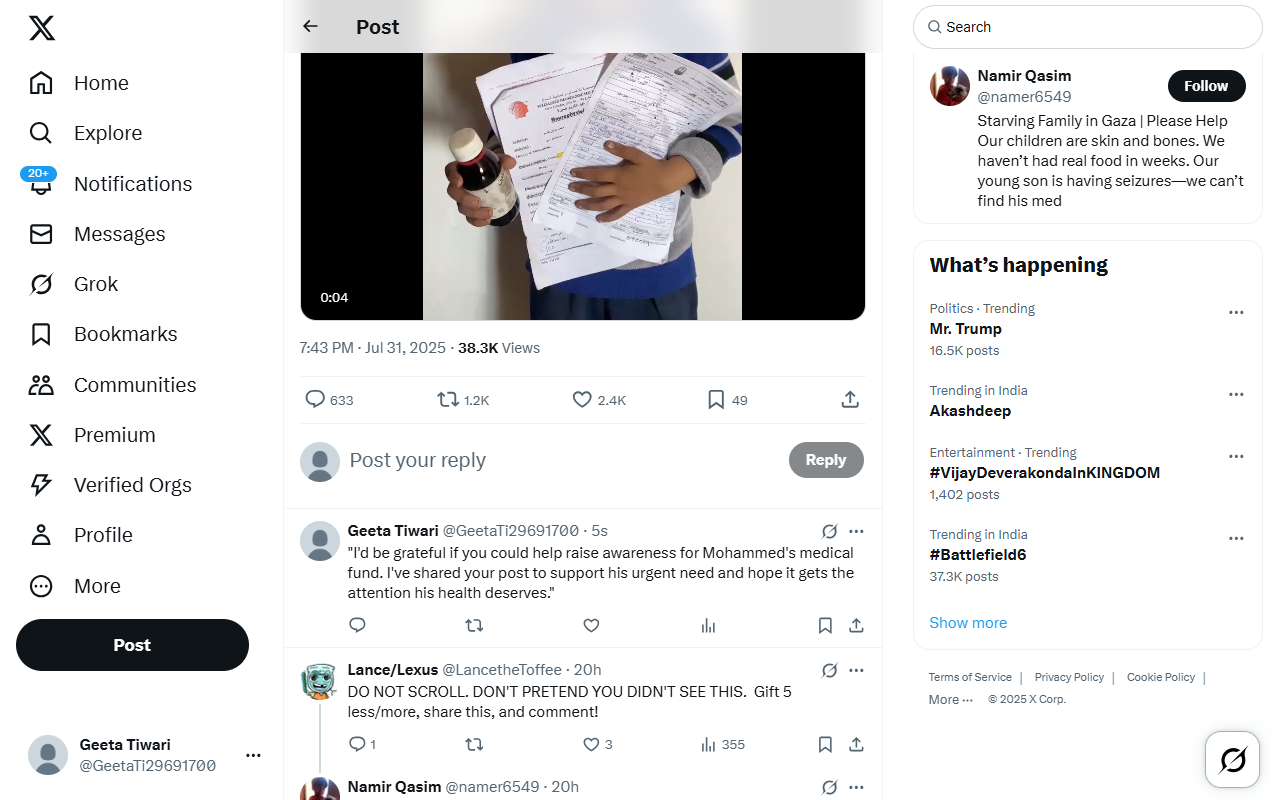 Home
Explore
20+
Notifications
Messages
Grok
Bookmarks
Communities
Premium
Verified Orgs
Profile
More
Post
Geeta Tiwari
@GeetaTi29691700
Post
0:04
7:43 PM · Jul 31, 2025 · 38.3K Views
633
1.2K
2.4K
49
Post your reply
Reply
Geeta Tiwari @GeetaTi29691700 · 5s
"I'd be grateful if you could help raise awareness for Mohammed's medical
fund. I've shared your post to support his urgent need and hope it gets the
attention his health deserves."
Lance/Lexus @LancetheToffee · 20h
DO NOT SCROLL. DON'T PRETEND YOU DIDN'T SEE THIS.  Gift 5
less/more, share this, and comment!
1
3
355
Namir Qasim @namer6549 · 20h
Search
Namir Qasim
@namer6549
Follow
Starving Family in Gaza | Please Help
Our children are skin and bones. We
haven’t had real food in weeks. Our
young son is having seizures—we can’t
find his med
What’s happening
Politics · Trending
Mr. Trump
16.5K posts
Trending in India
Akashdeep
Entertainment · Trending
#VijayDeverakondaInKINGDOM
1,402 posts
Trending in India
#Battlefield6
37.3K posts
Show more
Terms of Service | Privacy Policy | Cookie Policy |
More ··· © 2025 X Corp.